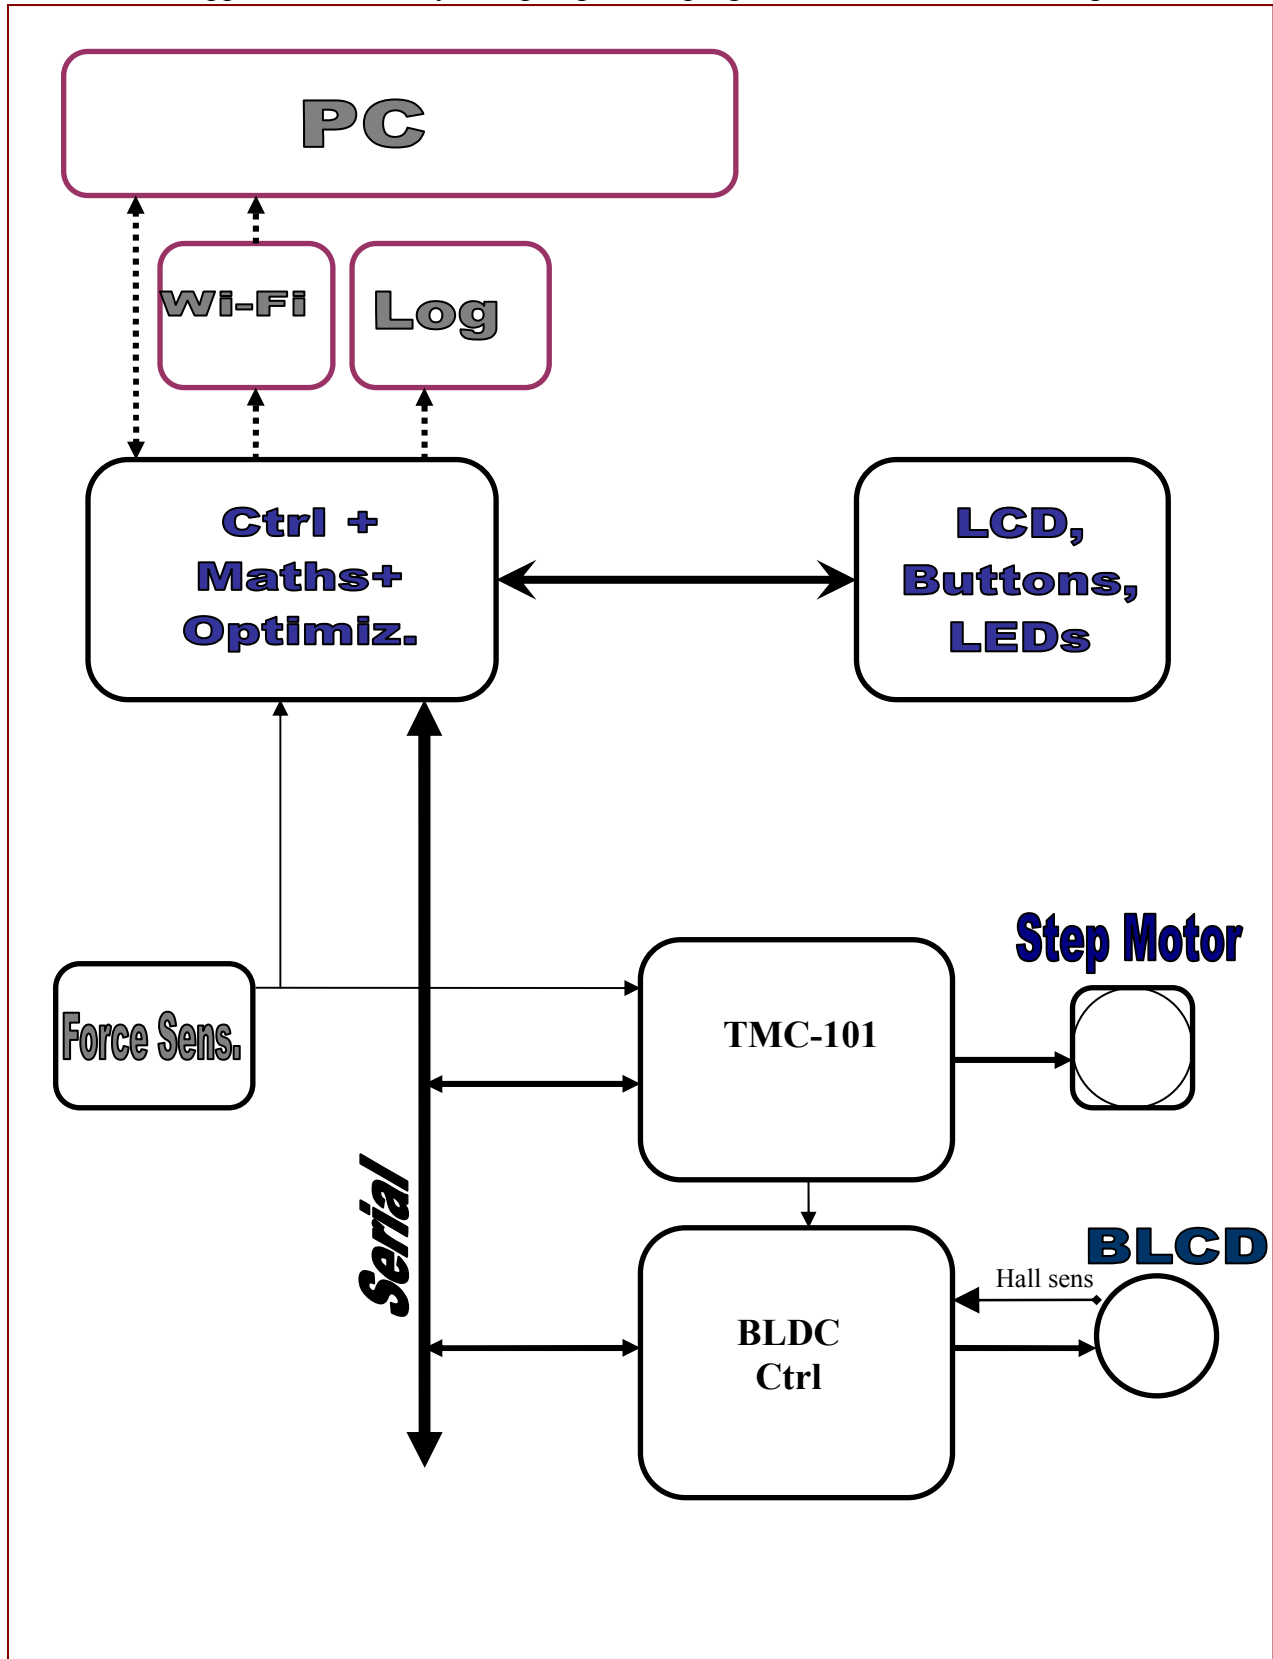 PC
Wi-Fi
Log
Ctrl +
Maths+
Optimiz.
LCD,
Buttons,
LEDs
Step Motor
Force Sens.
TMC-101
Serial
BLCD
Hall sens
BLDC
Ctrl